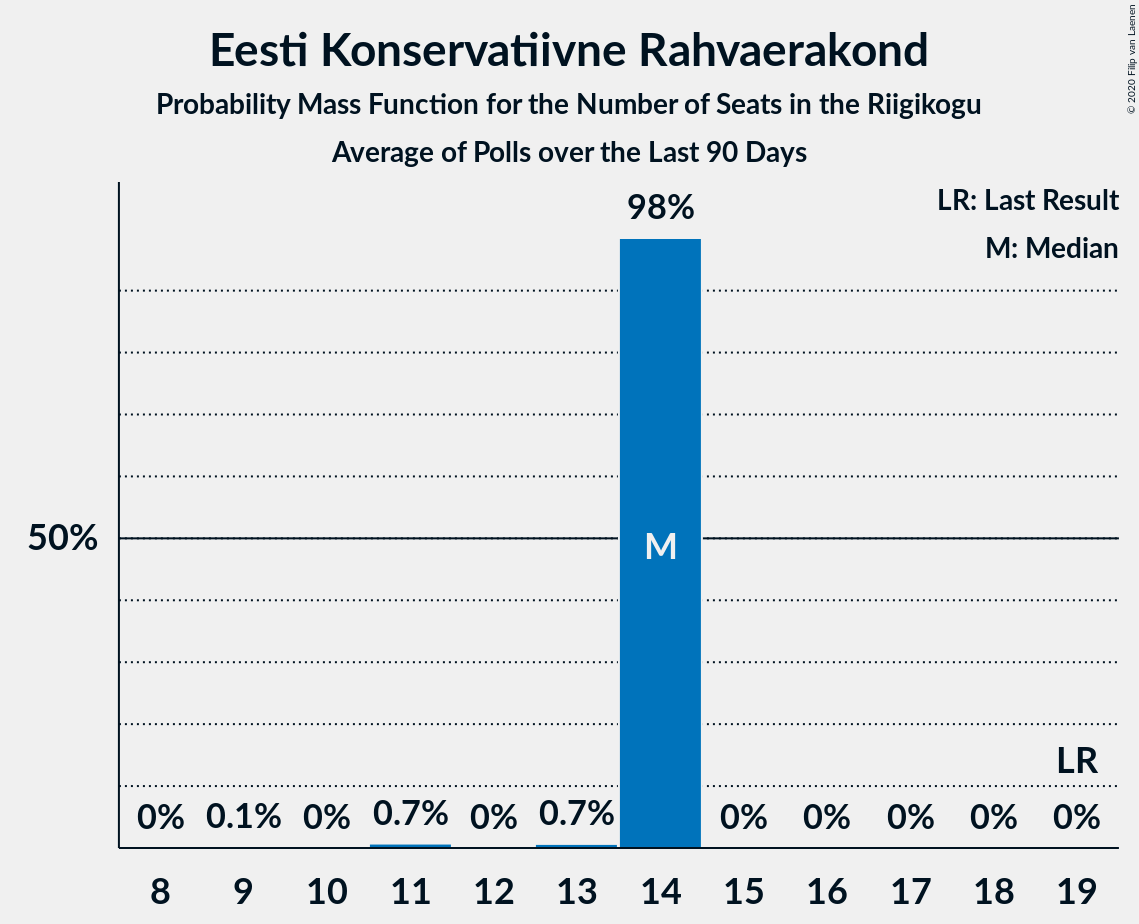 Eesti Konservatiivne Rahvaerakond
Probability Mass Function for the Number of Seats in the Riigikogu
Average of Polls over the Last 90 Days
© 2020 Filip van Laenen
LR: Last Result
M: Median
98%
50%
M
LR
0% 0.1% 0% 0.7% 0% 0.7% 0% 0% 0% 0% 0%
8 9 10 11 12 13 14 15 16 17 18 19